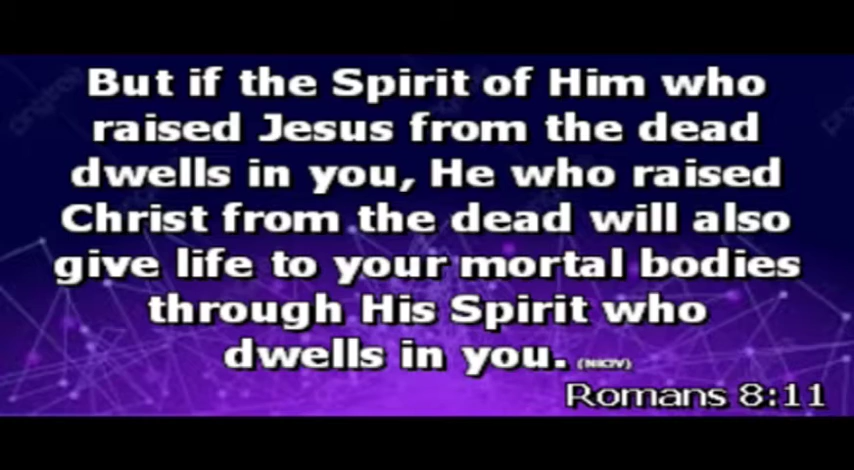 But if the Spirit of Him who
raised Jesus from the dead
dwells in you, He who raised
Christ from the dead will also
give life to your mortal bodies
through His Spirit who
dwells in you. (NKJV)
Romans 8:11